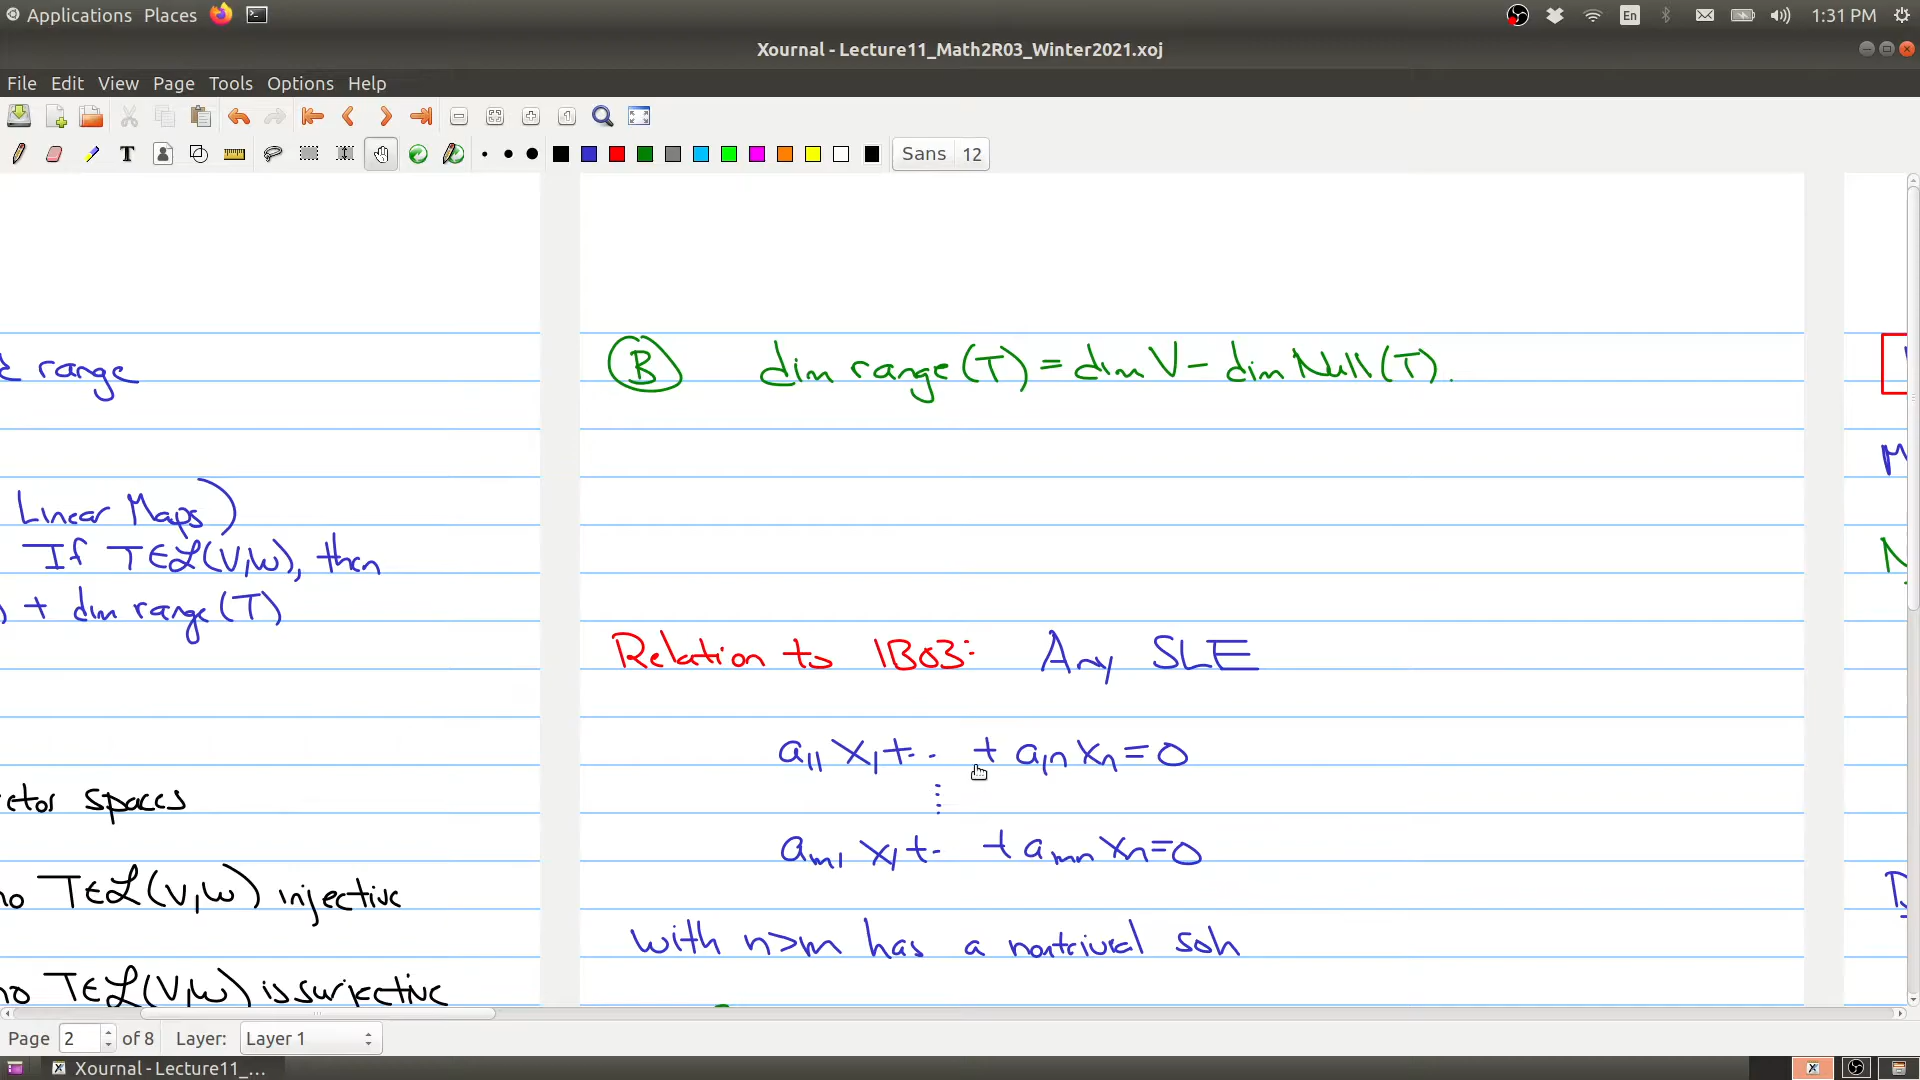 Applications Places En 1:31 PM
Xournal - Lecture11_Math2R03_Winter2021.xoj
File Edit View Page Tools Options Help
Sans 12
range
Linear Maps)
If T∈ℒ(V,W), then
) + dim range(T)
ctor spaces
no T∈ℒ(V,W) injective
no T∈ℒ(V,W) is surjective
B dim range(T) = dim V - dim Null(T).
Relation to 1B03: Any SLE
a11 x1 + ·· + a1n xn = 0
⋮
am1 x1 + · + amn xn = 0
with n>m has a nontrivial soln
Page 2 of 8 Layer: Layer 1
Xournal - Lecture11_...